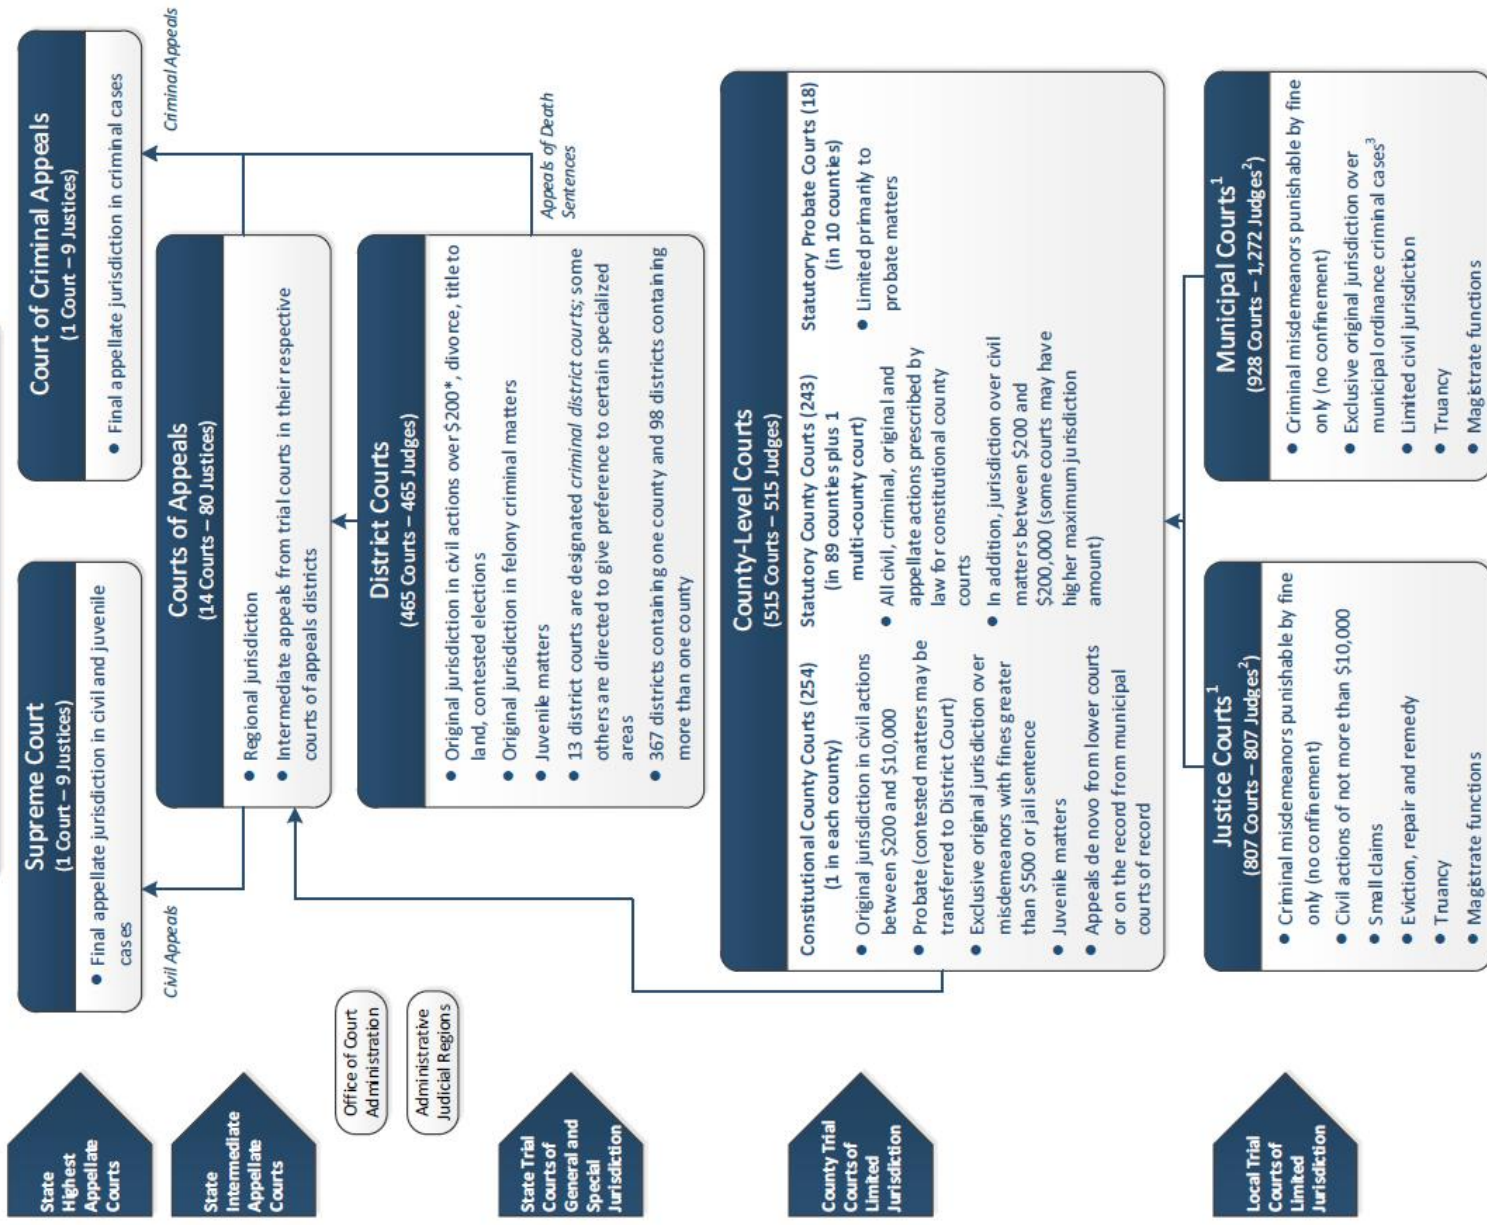 State
Highest
Appellate
Courts
Supreme Court
(1 Court – 9 Justices)
● Final appellate jurisdiction in civil and juvenile
cases
Court of Criminal Appeals
(1 Court – 9 Justices)
● Final appellate jurisdiction in criminal cases
Civil Appeals
Criminal Appeals
State
Intermediate
Appellate
Courts
Courts of Appeals
(14 Courts – 80 Justices)
● Regional jurisdiction
● Intermediate appeals from trial courts in their respective
courts of appeals districts
Office of Court
Administration
Administrative
Judicial Regions
Appeals of Death
Sentences
State Trial
Courts of
General and
Special
Jurisdiction
District Courts
(465 Courts – 465 Judges)
● Original jurisdiction in civil actions over $200*, divorce, title to
land, contested elections
● Original jurisdiction in felony criminal matters
● Juvenile matters
● 13 district courts are designated criminal district courts; some
others are directed to give preference to certain specialized
areas
● 367 districts containing one county and 98 districts containing
more than one county
County Trial
Courts of
Limited
Jurisdiction
County-Level Courts
(515 Courts – 515 Judges)
Constitutional County Courts (254)
(1 in each county)
● Original jurisdiction in civil actions
between $200 and $10,000
● Probate (contested matters may be
transferred to District Court)
● Exclusive original jurisdiction over
misdemeanors with fines greater
than $500 or jail sentence
● Juvenile matters
● Appeals de novo from lower courts
or on the record from municipal
courts of record
Statutory County Courts (243)
(in 89 counties plus 1
multi-county court)
● All civil, criminal, original and
appellate actions prescribed by
law for constitutional county
courts
● In addition, jurisdiction over civil
matters between $200 and
$200,000 (some courts may have
higher maximum jurisdiction
amount)
Statutory Probate Courts (18)
(in 10 counties)
● Limited primarily to
probate matters
Local Trial
Courts of
Limited
Jurisdiction
Justice Courts¹
(807 Courts – 807 Judges²)
● Criminal misdemeanors punishable by fine
only (no confinement)
● Civil actions of not more than $10,000
● Small claims
● Eviction, repair and remedy
● Truancy
● Magistrate functions
Municipal Courts¹
(928 Courts – 1,272 Judges²)
● Criminal misdemeanors punishable by fine
only (no confinement)
● Exclusive original jurisdiction over
municipal ordinance criminal cases³
● Limited civil jurisdiction
● Truancy
● Magistrate functions